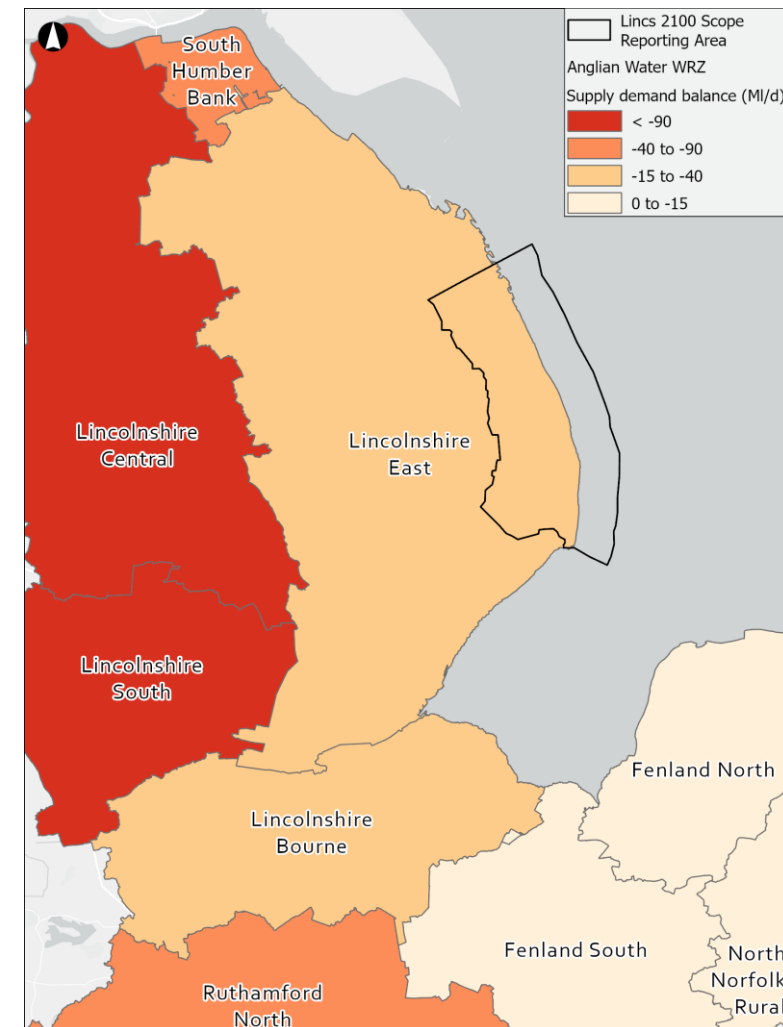 Lincs 2100 Scope
Reporting Area
Anglian Water WRZ
Supply demand balance (Ml/d)
< -90
-40 to -90
-15 to -40
0 to -15
South
Humber
Bank
Lincolnshire
Central
Lincolnshire
East
Lincolnshire
South
Fenland North
Lincolnshire
Bourne
Fenland South
North
Norfolk
Rural
Ruthamford
North